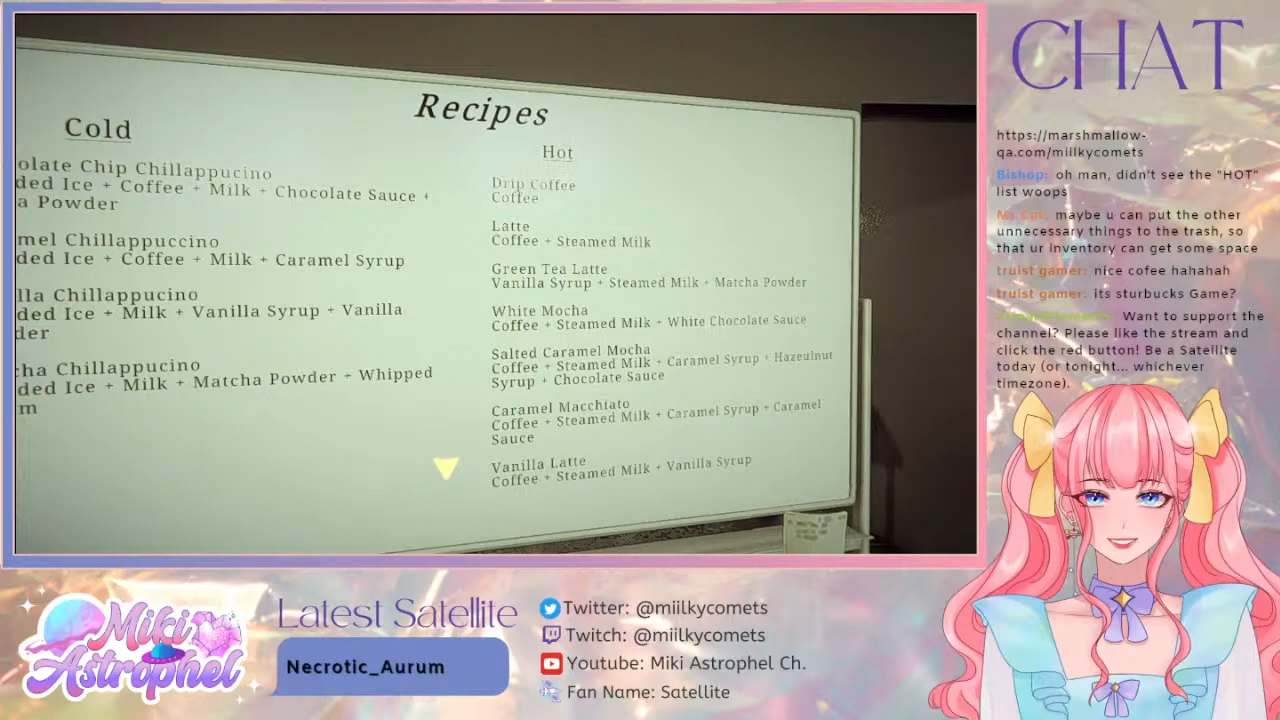 Recipes
Cold
olate Chip Chillappucino
ded Ice + Coffee + Milk + Chocolate Sauce +
a Powder
mel Chillappuccino
ded Ice + Coffee + Milk + Caramel Syrup
lla Chillappucino
ded Ice + Milk + Vanilla Syrup + Vanilla
der
cha Chillappucino
ded Ice + Milk + Matcha Powder + Whipped
m
Hot
Drip Coffee
Coffee
Latte
Coffee + Steamed Milk
Green Tea Latte
Vanilla Syrup + Steamed Milk + Matcha Powder
White Mocha
Coffee + Steamed Milk + White Chocolate Sauce
Salted Caramel Mocha
Coffee + Steamed Milk + Caramel Syrup + Hazeulnut
Syrup + Chocolate Sauce
Caramel Macchiato
Coffee + Steamed Milk + Caramel Syrup + Caramel
Sauce
Vanilla Latte
Coffee + Steamed Milk + Vanilla Syrup
CHAT
https://marshmallow-
qa.com/miilkycomets
Bishop: oh man, didn't see the "HOT"
list woops
Mr Cat: maybe u can put the other
unnecessary things to the trash, so
that ur inventory can get some space
truist gamer: nice cofee hahahah
truist gamer: its sturbucks Game?
Want to support the
channel? Please like the stream and
click the red button! Be a Satellite
today (or tonight... whichever
timezone).
Miki
Astrophel
Latest Satellite
Necrotic_Aurum
Twitter: @miilkycomets
Twitch: @miilkycomets
Youtube: Miki Astrophel Ch.
Fan Name: Satellite